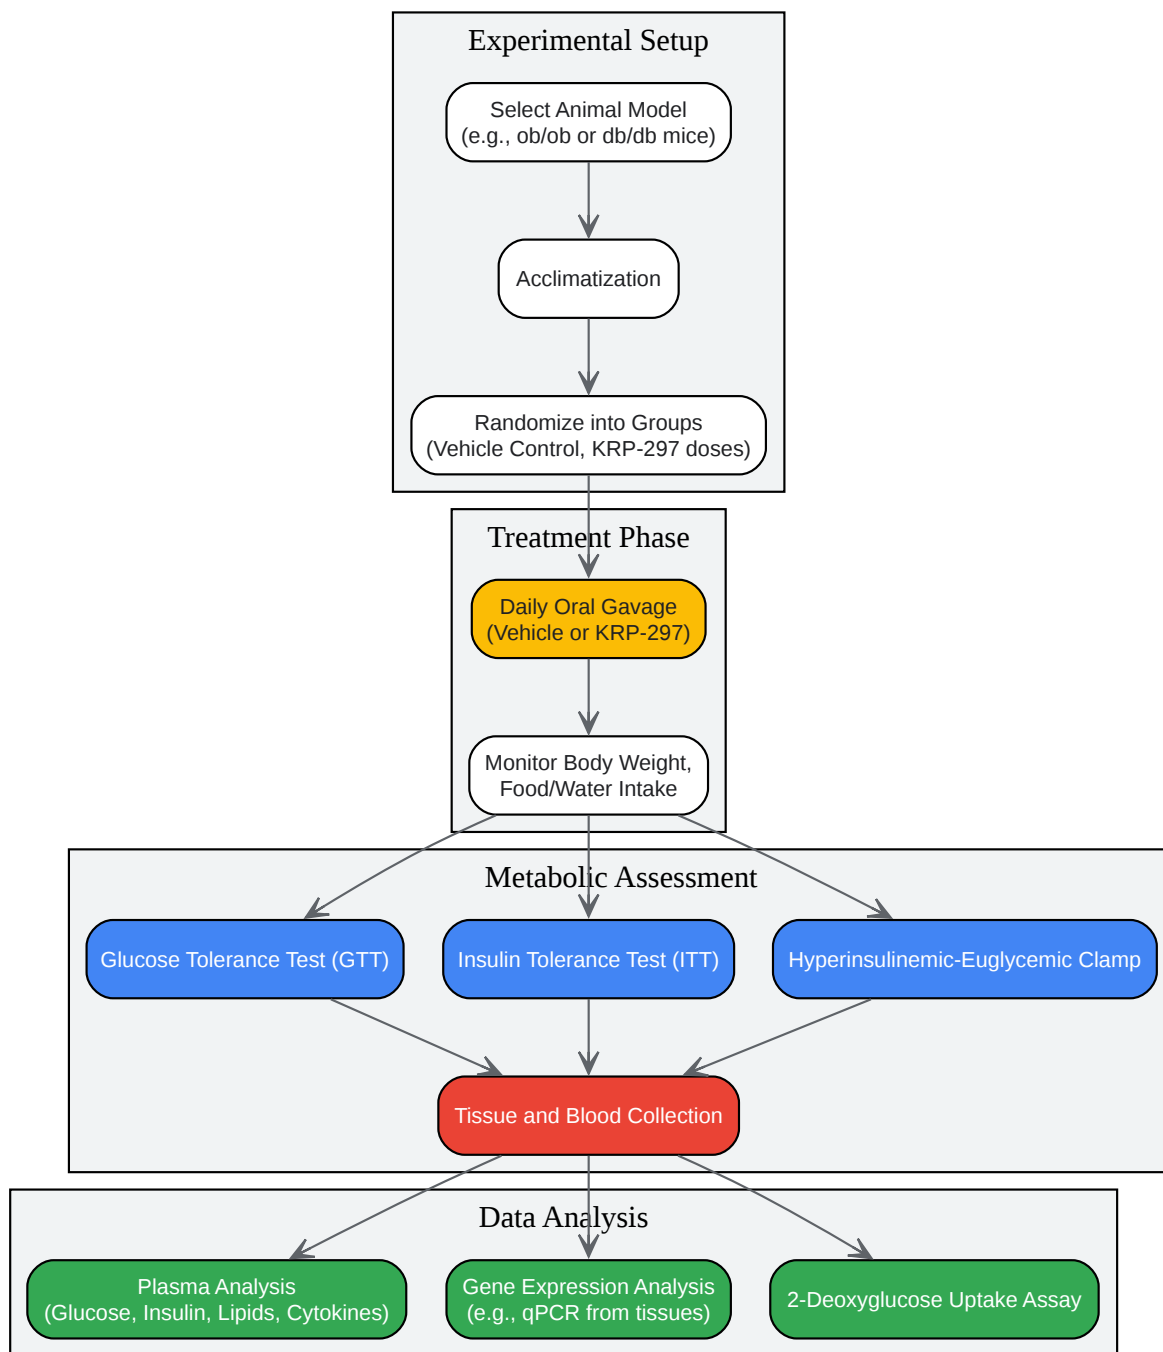 Experimental Setup
Select Animal Model
(e.g., ob/ob or db/db mice)
Acclimatization
Randomize into Groups
(Vehicle Control, KRP-297 doses)
Treatment Phase
Daily Oral Gavage
(Vehicle or KRP-297)
Monitor Body Weight,
Food/Water Intake
Metabolic Assessment
Glucose Tolerance Test (GTT)
Insulin Tolerance Test (ITT)
Hyperinsulinemic-Euglycemic Clamp
Tissue and Blood Collection
Data Analysis
Plasma Analysis
(Glucose, Insulin, Lipids, Cytokines)
Gene Expression Analysis
(e.g., qPCR from tissues)
2-Deoxyglucose Uptake Assay